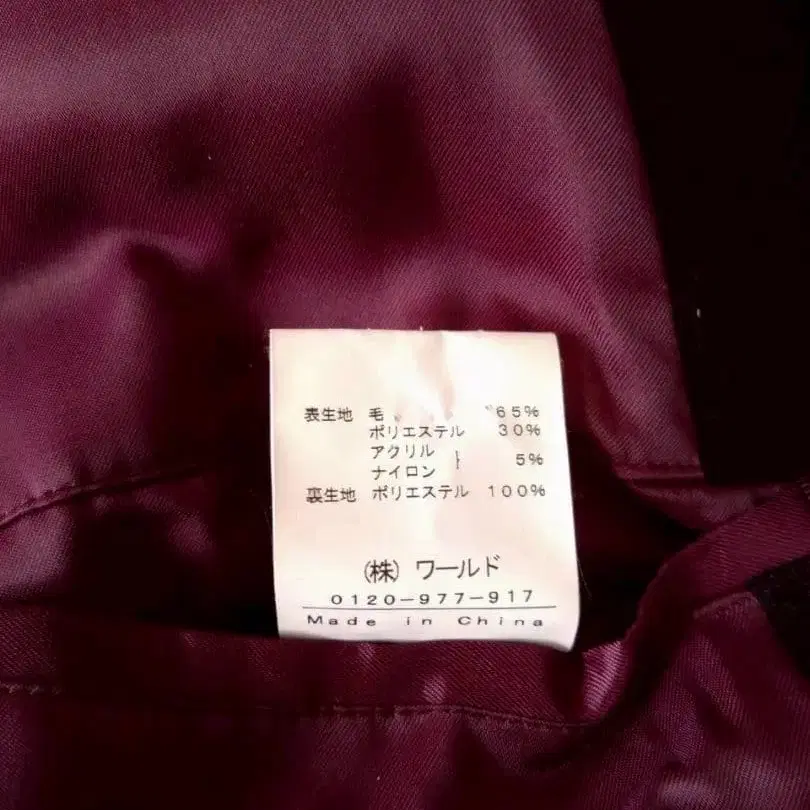 表生地 毛 65%
ポリエステル 30%
アクリル
ナイロン } 5%
裏生地 ポリエステル 100%
(株) ワールド
0120-977-917
Made in China